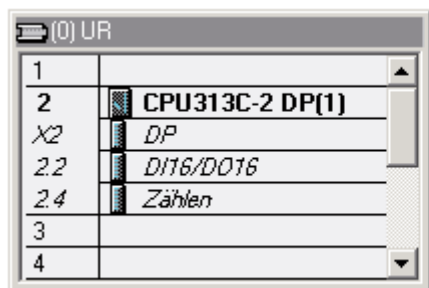 (0) UR
1
2 CPU313C-2 DP(1)
X2 DP
2.2 DI16/DO16
2.4 Zählen
3
4